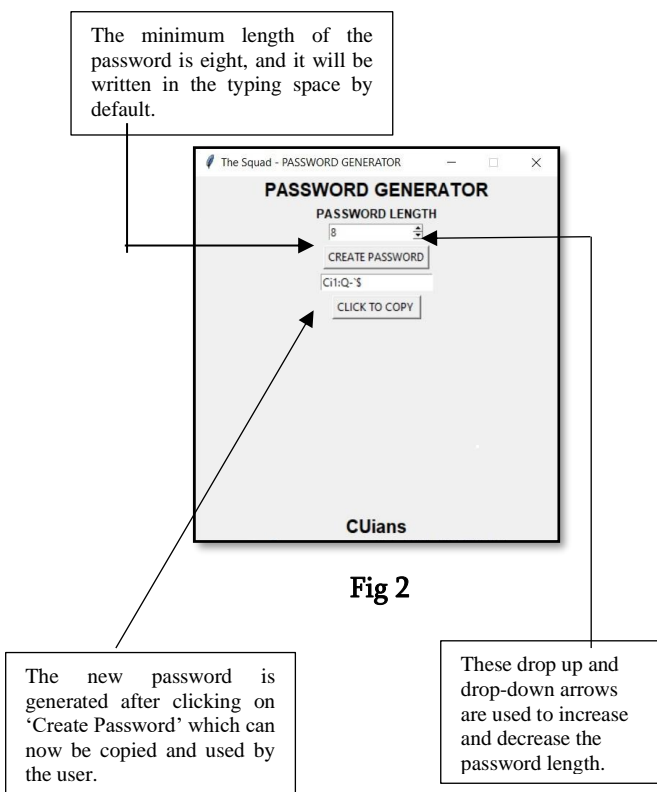 The minimum length of the
password is eight, and it will be
written in the typing space by
default.
The Squad - PASSWORD GENERATOR
PASSWORD GENERATOR
PASSWORD LENGTH
8
CREATE PASSWORD
Ci1:Q-`$
CLICK TO COPY
CUians
Fig 2
The new password is
generated after clicking on
‘Create Password’ which can
now be copied and used by
the user.
These drop up and
drop-down arrows
are used to increase
and decrease the
password length.